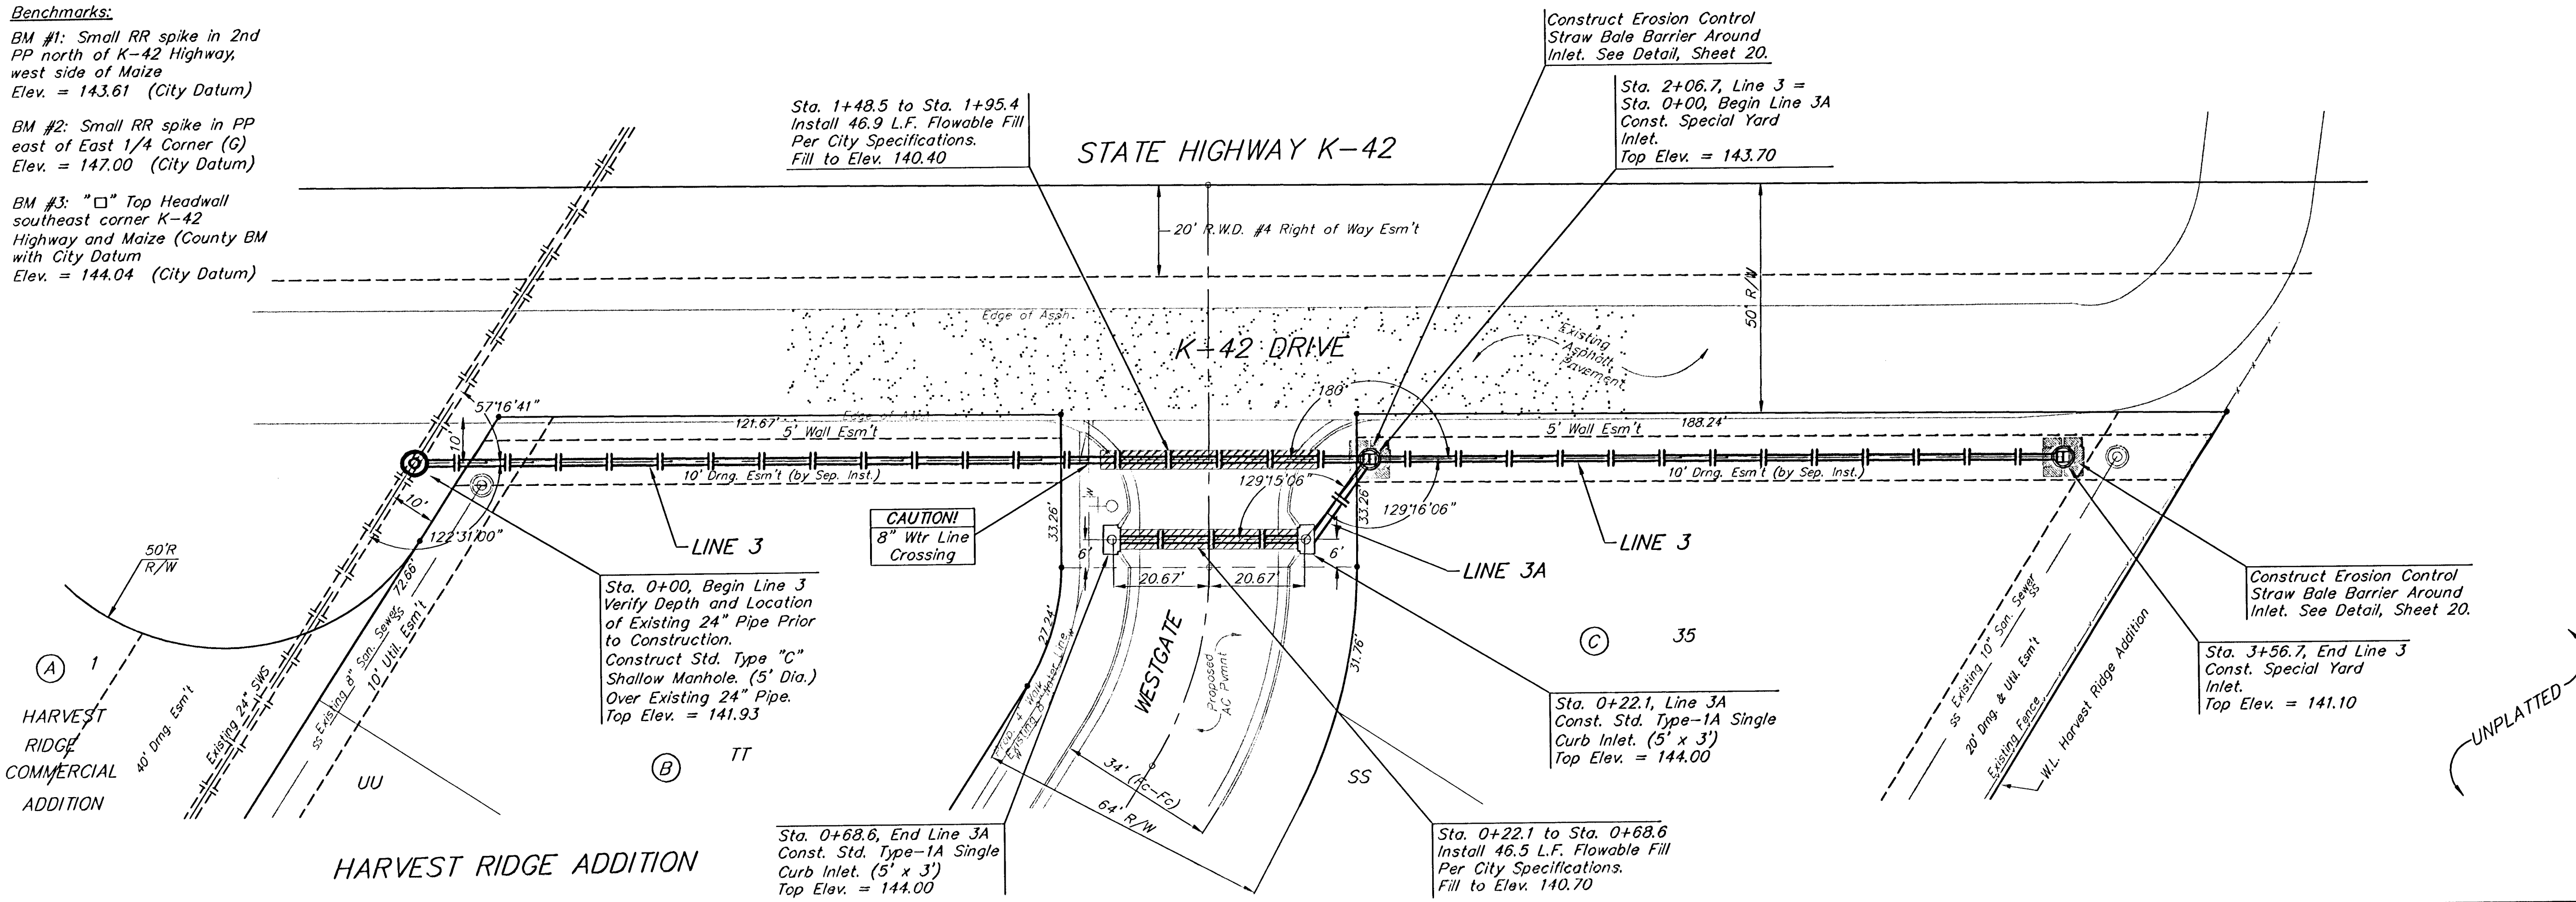 Benchmarks:
BM #1: Small RR spike in 2nd
PP north of K-42 Highway,
west side of Maize
Elev. = 143.61 (City Datum)
BM #2: Small RR spike in PP
east of East 1/4 Corner (G)
Elev. = 147.00 (City Datum)
BM #3: "□" Top Headwall
southeast corner K-42
Highway and Maize (County BM
with City Datum
Elev. = 144.04 (City Datum)
Sta. 1+48.5 to Sta. 1+95.4
Install 46.9 L.F. Flowable Fill
Per City Specifications.
Fill to Elev. 140.40
STATE HIGHWAY K-42
Construct Erosion Control
Straw Bale Barrier Around
Inlet. See Detail, Sheet 20.
Sta. 2+06.7, Line 3 =
Sta. 0+00, Begin Line 3A
Const. Special Yard
Inlet.
Top Elev. = 143.70
20' R.W.D. #4 Right of Way Esm't
50' R/W
Edge of Asph.
K-42 DRIVE
Existing
Asphalt
Pavement
180°
57°16'41"
10'
121.67'
5' Wall Esm't
10' Drng. Esm't (by Sep. Inst.)
5' Wall Esm't
188.24'
10' Drng. Esm't (by Sep. Inst.)
10'
122°31'00"
129°15'06"
129°16'06"
33.26'
33.26'
6'
6'
20.67'
20.67'
CAUTION!
8" Wtr Line
Crossing
LINE 3
LINE 3A
LINE 3
50'R
R/W
72.66'
Sta. 0+00, Begin Line 3
Verify Depth and Location
of Existing 24" Pipe Prior
to Construction.
Construct Std. Type "C"
Shallow Manhole. (5' Dia.)
Over Existing 24" Pipe.
Top Elev. = 141.93
27.24'
31.76'
WESTGATE
Proposed
AC Pvmnt
Prop. 4' Walk
Existing 8" Water Line
34' (Fc-Fc)
64' R/W
C
35
SS
Construct Erosion Control
Straw Bale Barrier Around
Inlet. See Detail, Sheet 20.
Sta. 3+56.7, End Line 3
Const. Special Yard
Inlet.
Top Elev. = 141.10
Sta. 0+22.1, Line 3A
Const. Std. Type-1A Single
Curb Inlet. (5' x 3')
Top Elev. = 144.00
A 1
HARVEST
RIDGE
COMMERCIAL
ADDITION
40' Drng. Esm't
Existing 24" SWS
SS Existing 8" San. Sewer SS
10' Util. Esm't
UU
B
TT
SS Existing 10" San. Sewer SS
20' Drng. & Util. Esm't
Existing Fence
W.L. Harvest Ridge Addition
UNPLATTED
HARVEST RIDGE ADDITION
Sta. 0+68.6, End Line 3A
Const. Std. Type-1A Single
Curb Inlet. (5' x 3')
Top Elev. = 144.00
Sta. 0+22.1 to Sta. 0+68.6
Install 46.5 L.F. Flowable Fill
Per City Specifications.
Fill to Elev. 140.70